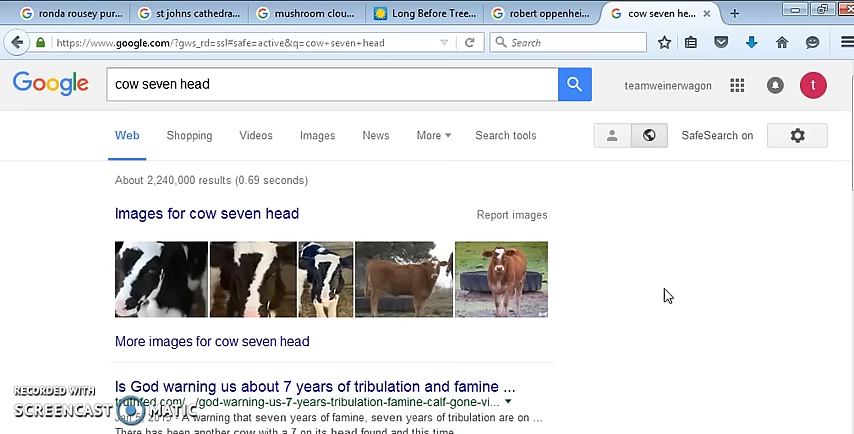 ronda rousey pur... st johns cathedra... mushroom clou... Long Before Tree... robert oppenhei... cow seven he...
https://www.google.com/?gws_rd=ssl#safe=active&q=cow+seven+head Search
Google cow seven head teamweinerwagon t
Web Shopping Videos Images News More Search tools SafeSearch on
About 2,240,000 results (0.69 seconds)
Images for cow seven head Report images
More images for cow seven head
Is God warning us about 7 years of tribulation and famine ...
/god-warning-us-7-years-tribulation-famine-calf-gone-vi...
2015 - A warning that seven years of famine, seven years of tribulation are on ...
There has been another cow with a 7 on its head found and this time
RECORDED WITH
SCREENCAST MATIC